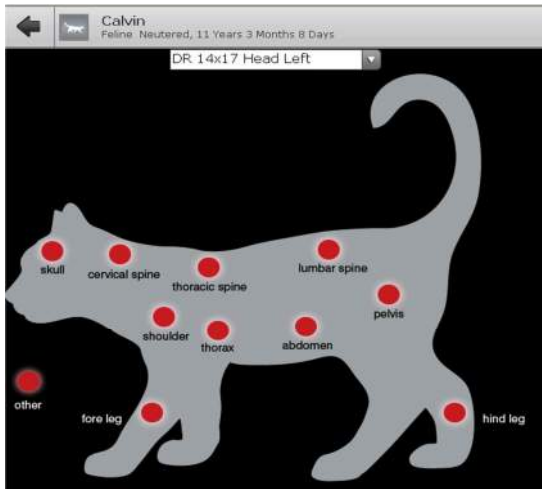 Calvin
Feline Neutered, 11 Years 3 Months 8 Days
DR 14x17 Head Left
skull
cervical spine
thoracic spine
lumbar spine
pelvis
shoulder
thorax
abdomen
other
fore leg
hind leg